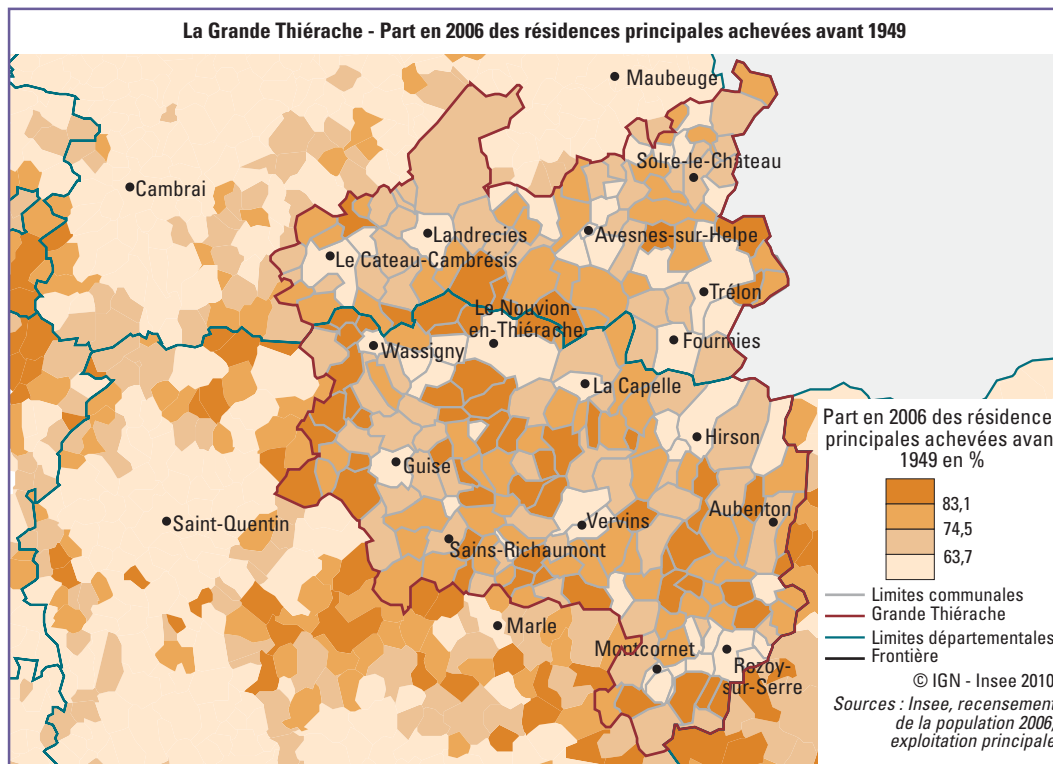 La Grande Thiérache - Part en 2006 des résidences principales achevées avant 1949
Maubeuge
Solre-le-Château
Cambrai
Landrecies
Avesnes-sur-Helpe
Le Cateau-Cambrésis
Trélon
Le Nouvion-
en-Thiérache
Fourmies
Wassigny
La Capelle
Hirson
Guise
Aubenton
Saint-Quentin
Vervins
Sains-Richaumont
Marle
Montcornet
Rozoy-
sur-Serre
Part en 2006 des résidence
principales achevées avan
1949 en %
83,1
74,5
63,7
Limites communales
Grande Thiérache
Limites départementales
Frontière
© IGN - Insee 2010
Sources : Insee, recensement
de la population 2006,
exploitation principale